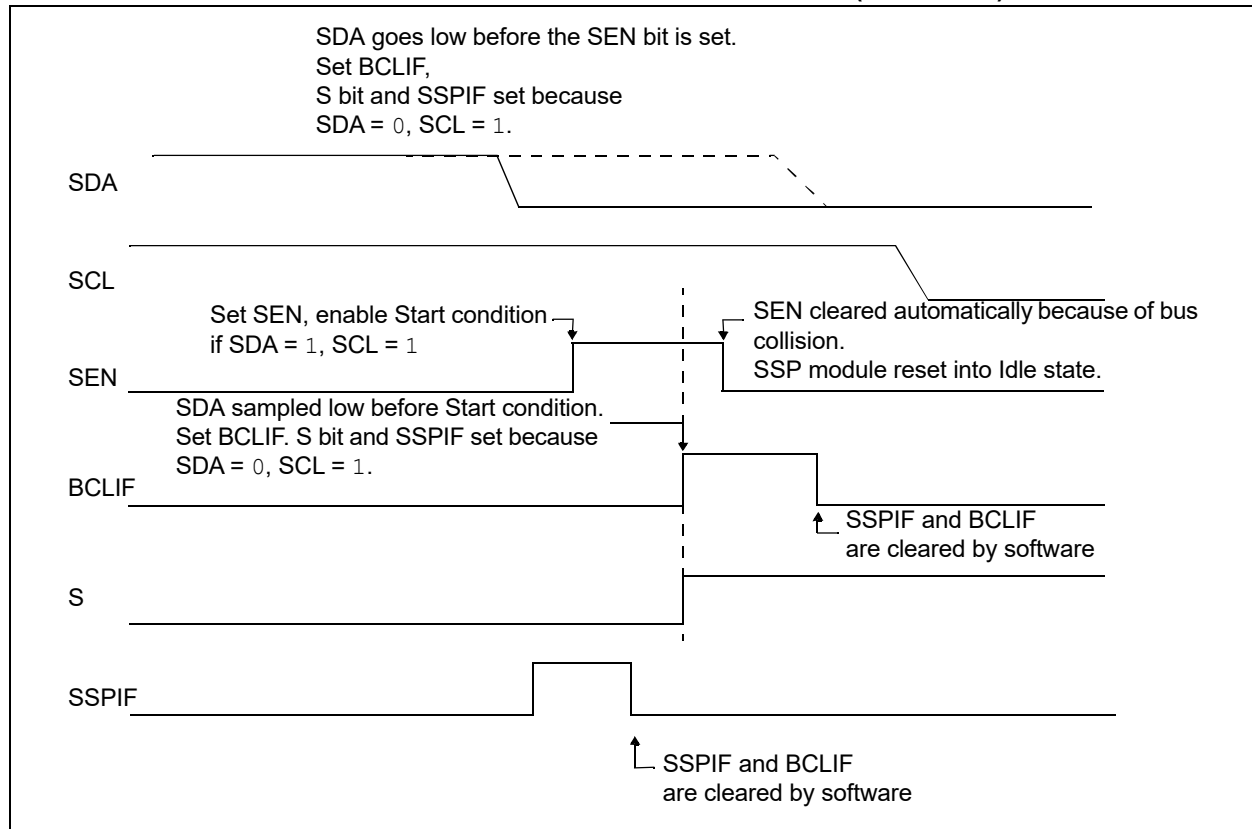 SDA goes low before the SEN bit is set.
Set BCLIF,
S bit and SSPIF set because
SDA = 0, SCL = 1.
SDA
SCL
Set SEN, enable Start condition
if SDA = 1, SCL = 1
SEN cleared automatically because of bus
collision.
SSP module reset into Idle state.
SEN
SDA sampled low before Start condition.
Set BCLIF. S bit and SSPIF set because
SDA = 0, SCL = 1.
BCLIF
SSPIF and BCLIF
are cleared by software
S
SSPIF
SSPIF and BCLIF
are cleared by software